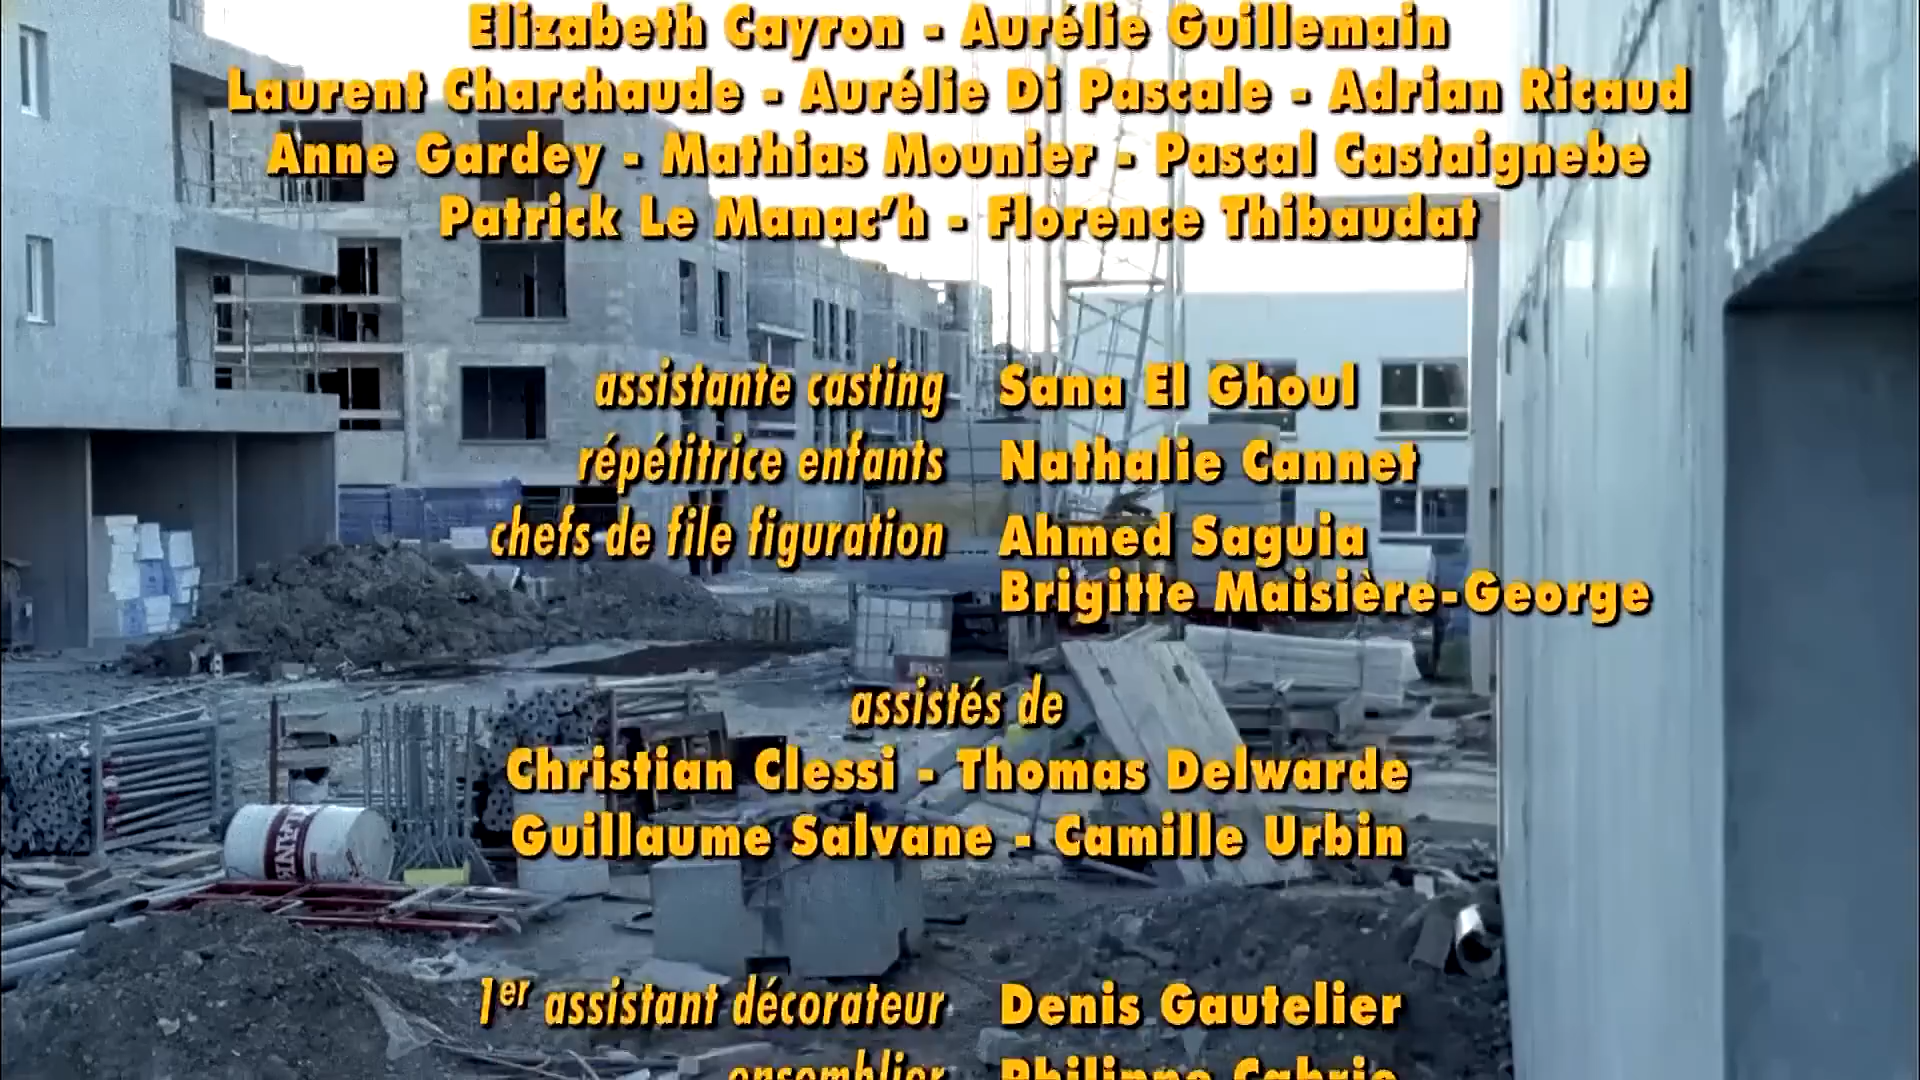 Elizabeth Cayron - Aurélie Guillemain
Laurent Charchaude - Aurélie Di Pascale - Adrian Ricaud
Anne Gardey - Mathias Mounier - Pascal Castaignebe
Patrick Le Manac'h - Florence Thibaudat
assistante casting Sana El Ghoul
répétitrice enfants Nathalie Cannet
chefs de file figuration Ahmed Saguia
Brigitte Maisière-George
assistés de
Christian Clessi - Thomas Delwarde
Guillaume Salvane - Camille Urbin
1er assistant décorateur Denis Gautelier
ensemblier Philippe